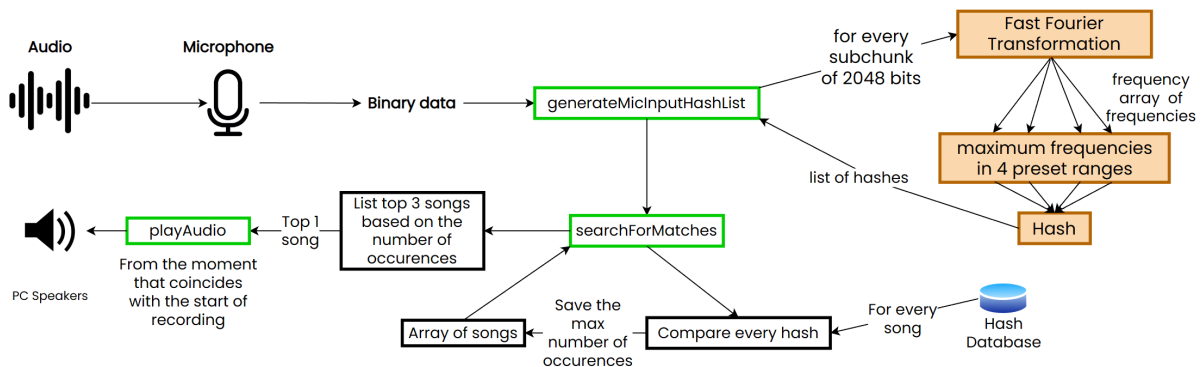 Audio
Microphone
Binary data
generateMicInputHashList
for every
subchunk
of 2048 bits
Fast Fourier
Transformation
frequency
array of
frequencies
maximum frequencies
in 4 preset ranges
Hash
list of hashes
searchForMatches
List top 3 songs
based on the
number of
occurences
Top 1
song
playAudio
From the moment
that coincides
with the start of
recording
PC Speakers
Array of songs
Save the
max
number of
occurences
Compare every hash
For every
song
Hash
Database